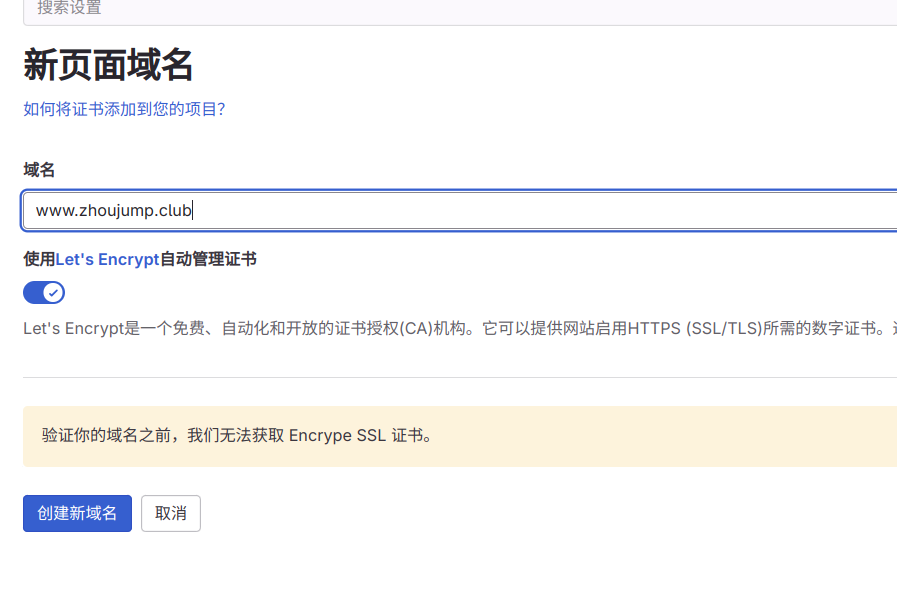 搜索设置
新页面域名
如何将证书添加到您的项目?
域名
www.zhoujump.club
使用Let's Encrypt自动管理证书
Let's Encrypt是一个免费、自动化和开放的证书授权(CA)机构。它可以提供网站启用HTTPS (SSL/TLS)所需的数字证书。
验证你的域名之前，我们无法获取 Encrype SSL 证书。
创建新域名
取消